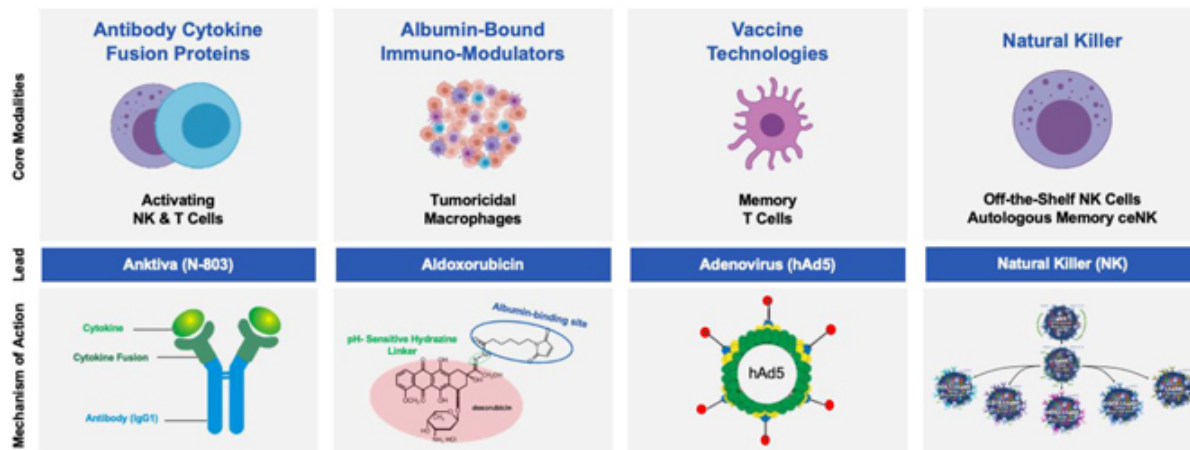 Core Modalities
Antibody Cytokine
Fusion Proteins
Activating
NK & T Cells
Albumin-Bound
Immuno-Modulators
Tumoricidal
Macrophages
Vaccine
Technologies
Memory
T Cells
Natural Killer
Off-the-Shelf NK Cells
Autologous Memory ceNK
Lead
Anktiva (N-803)
Aldoxorubicin
Adenovirus (hAd5)
Natural Killer (NK)
Mechanism of Action
Cytokine
Cytokine Fusion
Antibody (IgG1)
Albumin-binding site
pH- Sensitive Hydrazine
Linker
doxorubicin
hAd5